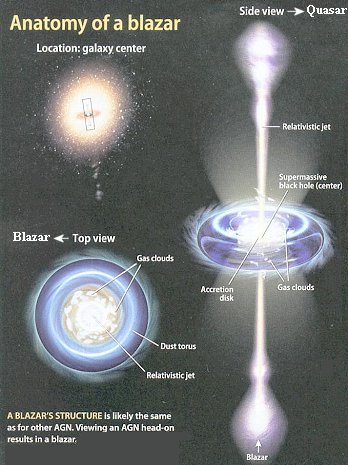 Anatomy of a blazar
Location: galaxy center
Side view → Quasar
Relativistic jet
Supermassive
black hole (center)
Blazar ← Top view
Gas clouds
Accretion
disk
Gas clouds
Dust torus
Relativistic jet
A BLAZAR'S STRUCTURE is likely the same
as for other AGN. Viewing an AGN head-on
results in a blazar.
Blazar